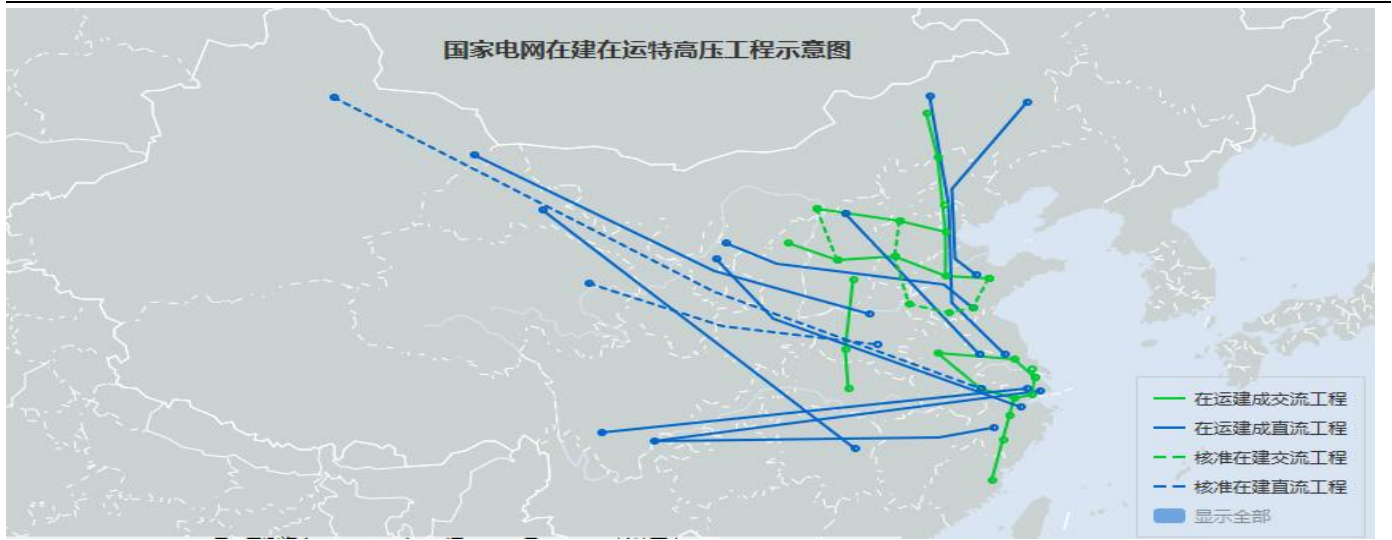 国家电网在建在运特高压工程示意图
在运建成交流工程
在运建成直流工程
核准在建交流工程
核准在建直流工程
显示全部